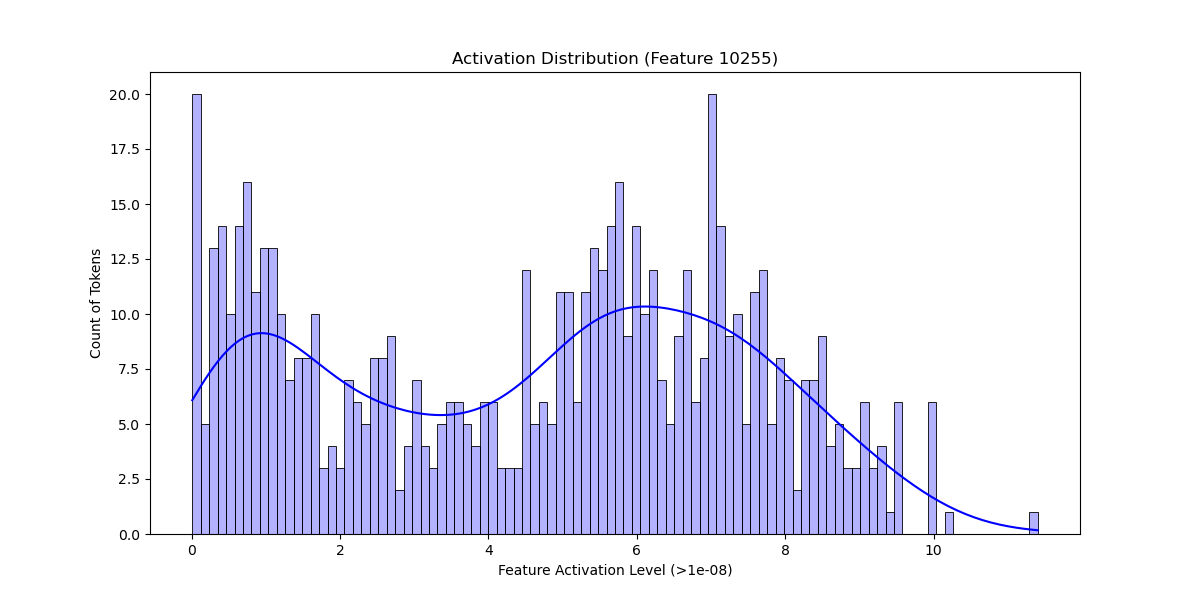 Activation Distribution (Feature 10255)
20.0
17.5
15.0
12.5
10.0
7.5
5.0
2.5
0.0
Count of Tokens
0 2 4 6 8 10
Feature Activation Level (>1e-08)